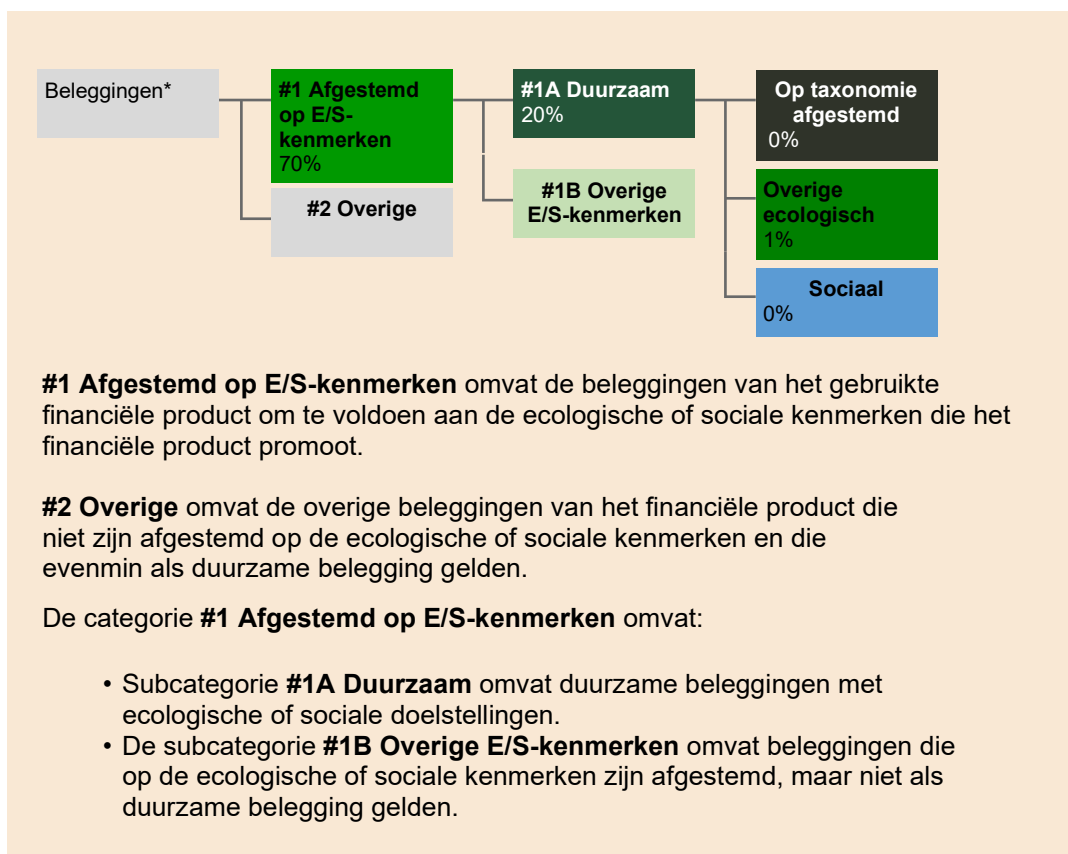 Beleggingen*
#1 Afgestemd
op E/S-
kenmerken
70%
#2 Overige
#1A Duurzaam
20%
#1B Overige
E/S-kenmerken
Op taxonomie
afgestemd
0%
Overige
ecologisch
1%
Sociaal
0%
#1 Afgestemd op E/S-kenmerken omvat de beleggingen van het gebruikte
financiële product om te voldoen aan de ecologische of sociale kenmerken die het
financiële product promoot.
#2 Overige omvat de overige beleggingen van het financiële product die
niet zijn afgestemd op de ecologische of sociale kenmerken en die
evenmin als duurzame belegging gelden.
De categorie #1 Afgestemd op E/S-kenmerken omvat:
• Subcategorie #1A Duurzaam omvat duurzame beleggingen met
ecologische of sociale doelstellingen.
• De subcategorie #1B Overige E/S-kenmerken omvat beleggingen die
op de ecologische of sociale kenmerken zijn afgestemd, maar niet als
duurzame belegging gelden.